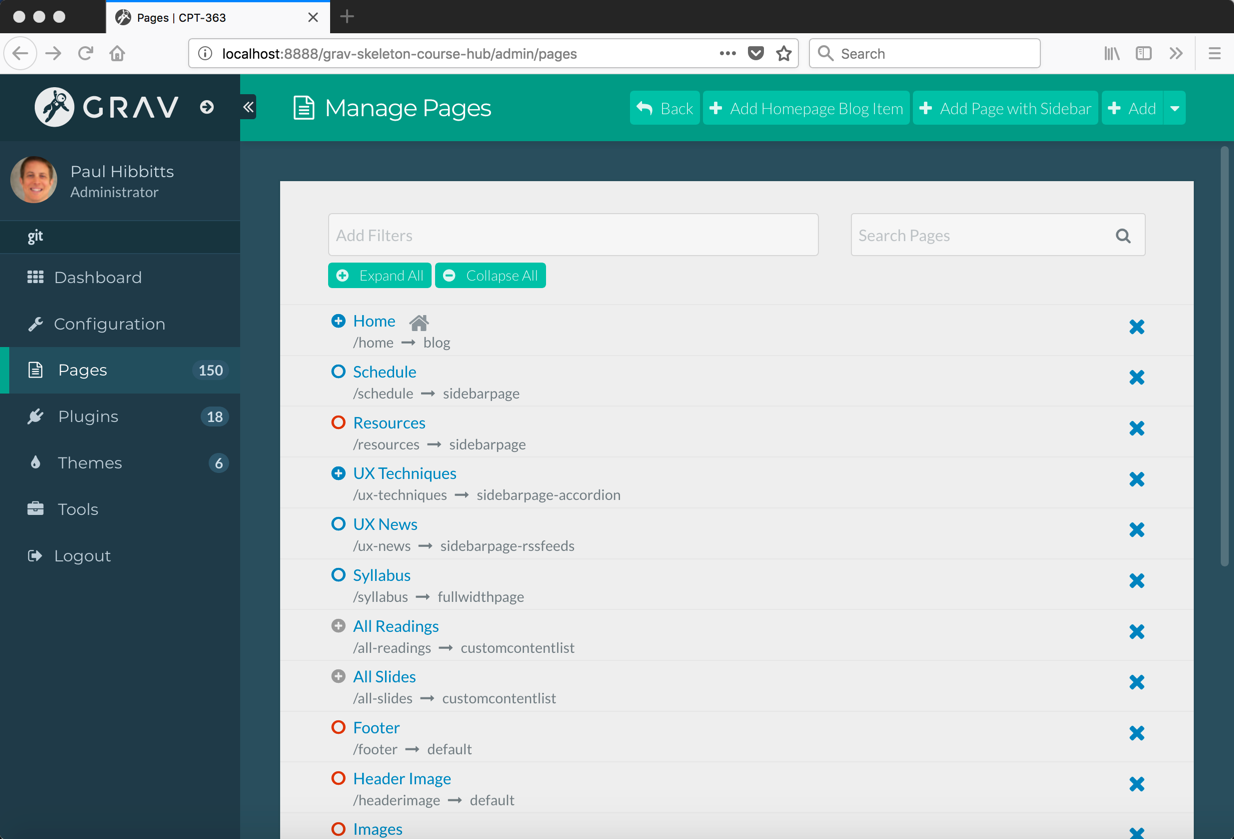 Pages | CPT-363
localhost:8888/grav-skeleton-course-hub/admin/pages
Search
GRAV
Manage Pages
Back
Add Homepage Blog Item
Add Page with Sidebar
Add
Paul Hibbitts
Administrator
git
Dashboard
Configuration
Pages 150
Plugins 18
Themes 6
Tools
Logout
Add Filters
Search Pages
Expand All
Collapse All
Home
/home → blog
Schedule
/schedule → sidebarpage
Resources
/resources → sidebarpage
UX Techniques
/ux-techniques → sidebarpage-accordion
UX News
/ux-news → sidebarpage-rssfeeds
Syllabus
/syllabus → fullwidthpage
All Readings
/all-readings → customcontentlist
All Slides
/all-slides → customcontentlist
Footer
/footer → default
Header Image
/headerimage → default
Images